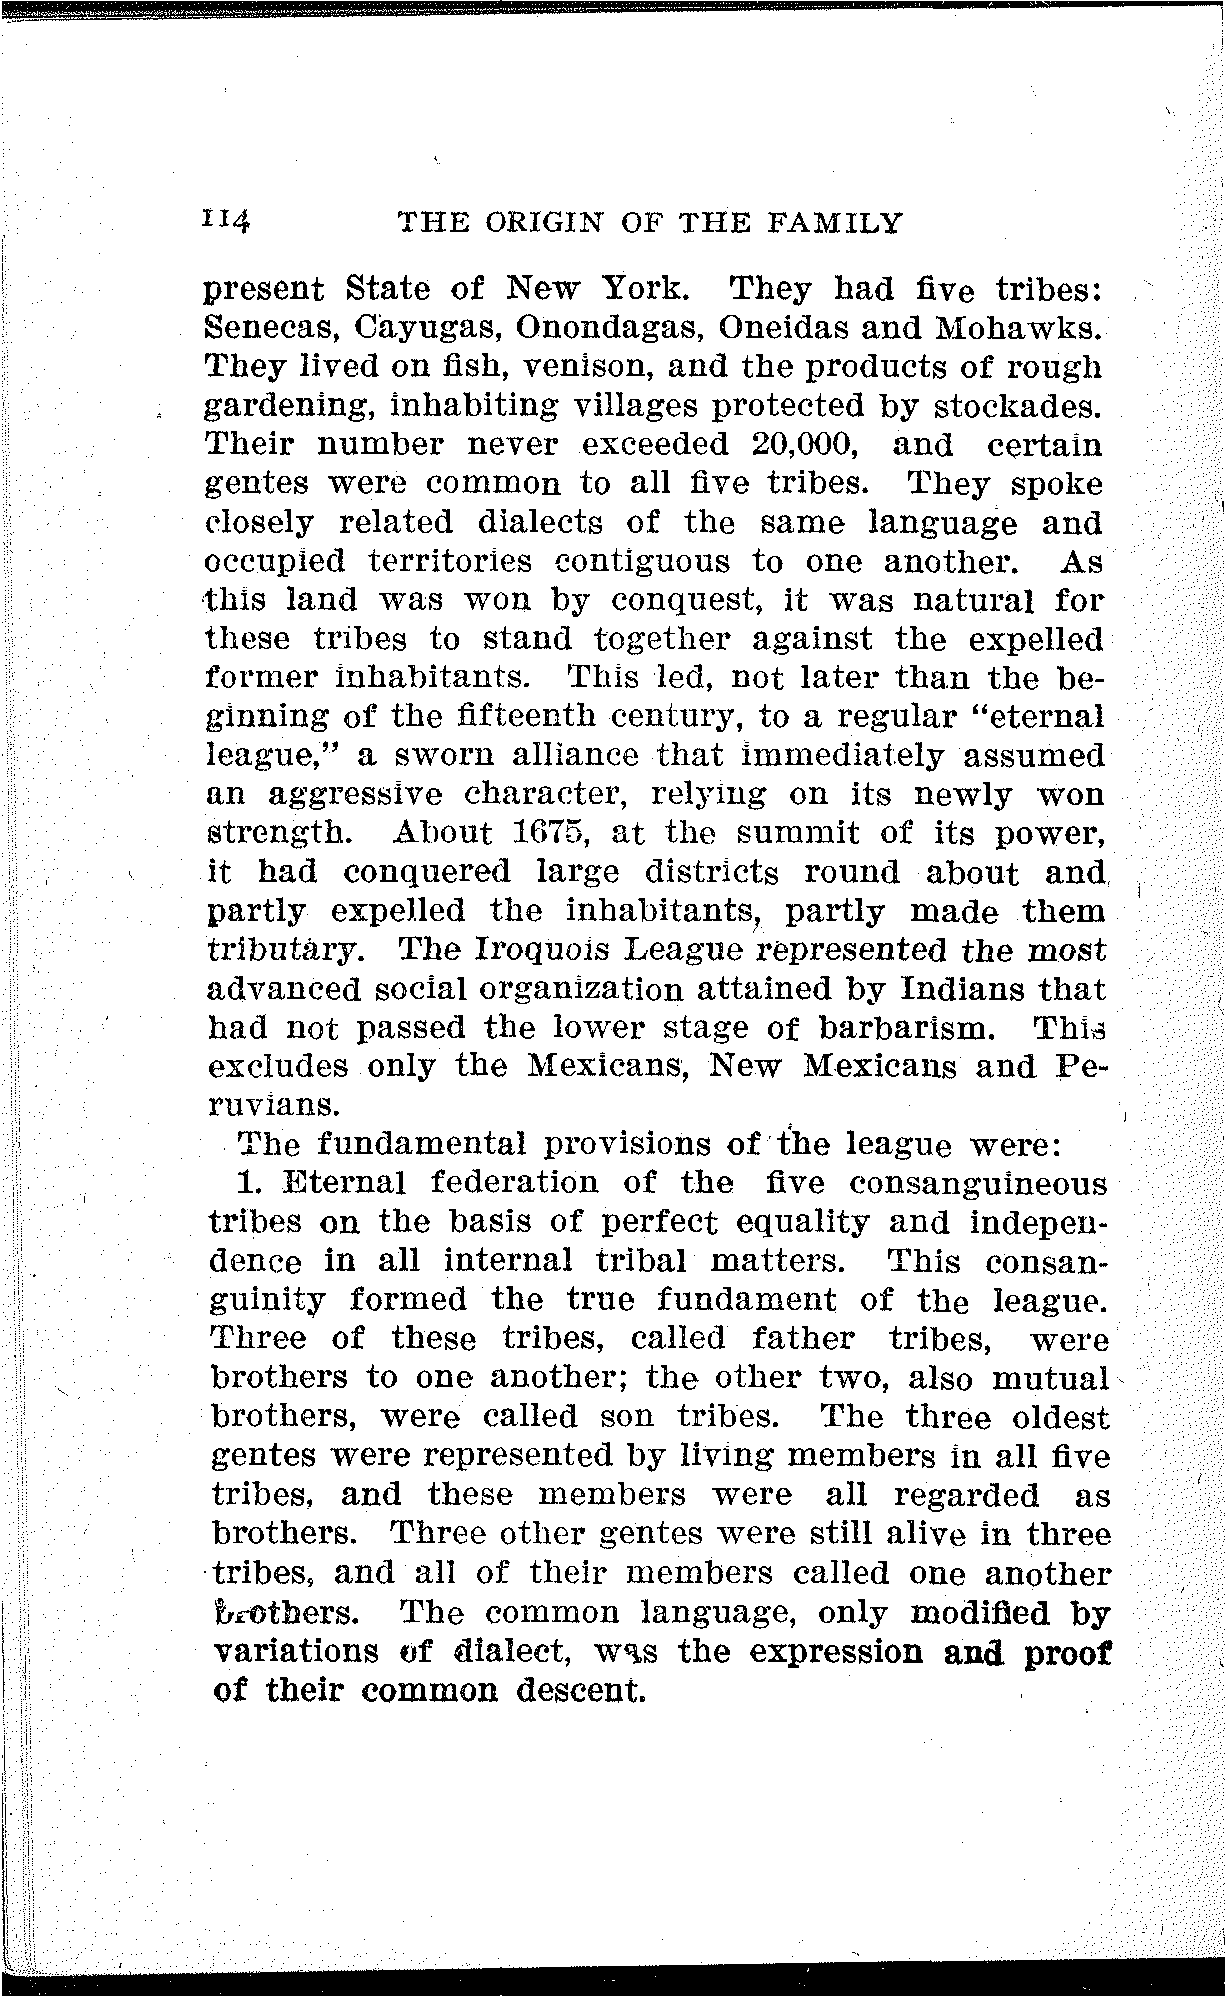 114 THE ORIGIN OF THE FAMILY
present State of New York. They had five tribes:
Senecas, Cayugas, Onondagas, Oneidas and Mohawks.
They lived on fish, venison, and the products of rough
gardening, inhabiting villages protected by stockades.
Their number never exceeded 20,000, and certain
gentes were common to all five tribes. They spoke
closely related dialects of the same language and
occupied territories contiguous to one another. As
this land was won by conquest, it was natural for
these tribes to stand together against the expelled
former inhabitants. This led, not later than the be-
ginning of the fifteenth century, to a regular “eternal
league,” a sworn alliance that immediately assumed
an aggressive character, relying on its newly won
strength. About 1675, at the summit of its power,
it had conquered large districts round about and
partly expelled the inhabitants, partly made them
tributary. The Iroquois League represented the most
advanced social organization attained by Indians that
had not passed the lower stage of barbarism. This
excludes only the Mexicans, New Mexicans and Pe-
ruvians.
The fundamental provisions of the league were:
1. Eternal federation of the five consanguineous
tribes on the basis of perfect equality and indepen-
dence in all internal tribal matters. This consan-
guinity formed the true fundament of the league.
Three of these tribes, called father tribes, were
brothers to one another; the other two, also mutual
brothers, were called son tribes. The three oldest
gentes were represented by living members in all five
tribes, and these members were all regarded as
brothers. Three other gentes were still alive in three
tribes, and all of their members called one another
brothers. The common language, only modified by
variations of dialect, was the expression and proof
of their common descent.